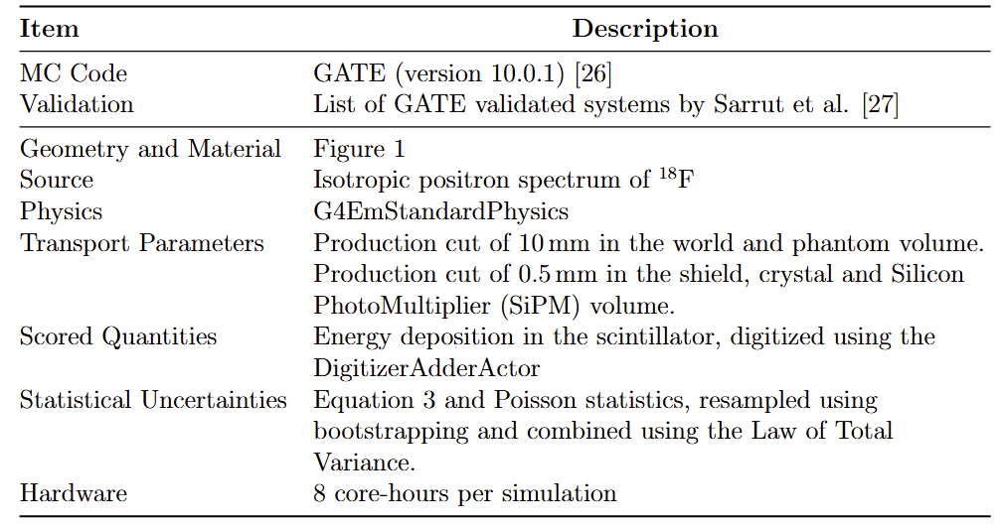 Item Description
MC Code GATE (version 10.0.1) [26]
Validation List of GATE validated systems by Sarrut et al. [27]
Geometry and Material Figure 1
Source Isotropic positron spectrum of ¹⁸F
Physics G4EmStandardPhysics
Transport Parameters Production cut of 10 mm in the world and phantom volume.
Production cut of 0.5 mm in the shield, crystal and Silicon
PhotoMultiplier (SiPM) volume.
Scored Quantities Energy deposition in the scintillator, digitized using the
DigitizerAdderActor
Statistical Uncertainties Equation 3 and Poisson statistics, resampled using
bootstrapping and combined using the Law of Total
Variance.
Hardware 8 core-hours per simulation